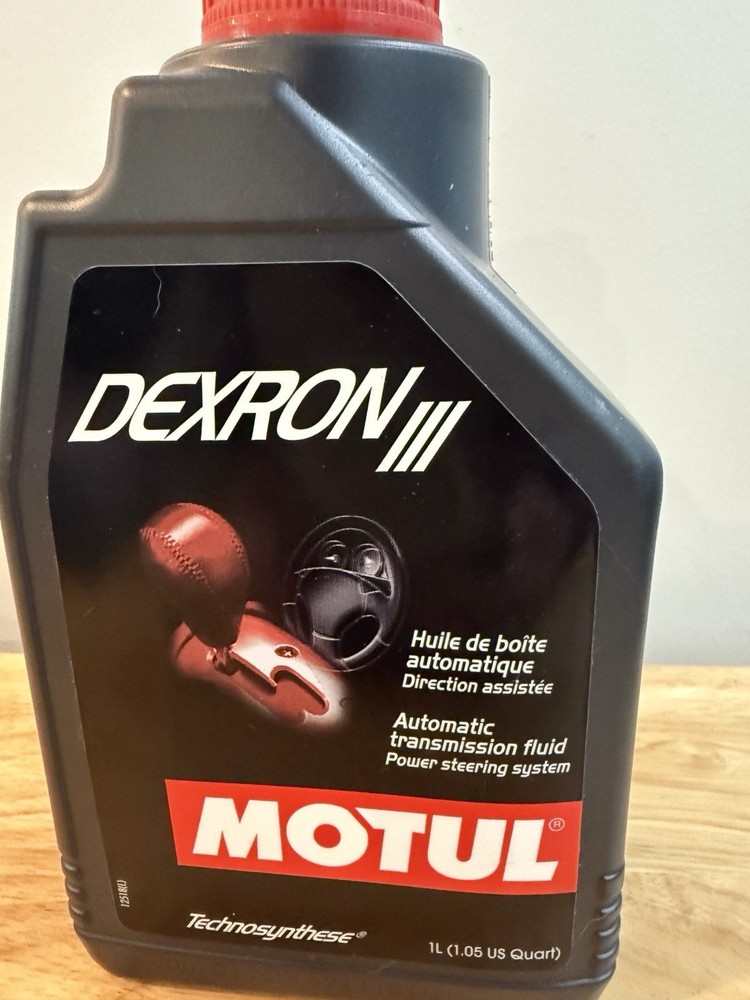 DEXRON III
Huile de boîte
automatique
Direction assistée
Automatic
transmission fluid
Power steering system
MOTUL®
12518(L)
Technosynthese®
1L (1.05 US Quart)